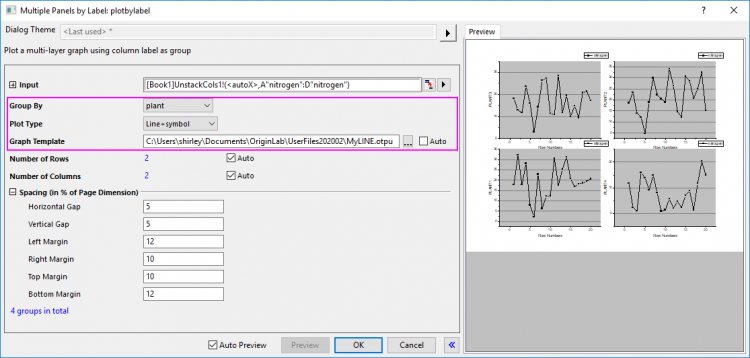 Multiple Panels by Label: plotbylabel
Dialog Theme <Last used> *
Plot a multi-layer graph using column label as group
Input [Book1]UnstackCols1!(<autoX>,A"nitrogen":D"nitrogen")
Group By plant
Plot Type Line+symbol
Graph Template C:\Users\shirley\Documents\OriginLab\UserFiles202002\MyLINE.otpu ... Auto
Number of Rows 2 Auto
Number of Columns 2 Auto
Spacing (in % of Page Dimension)
Horizontal Gap 5
Vertical Gap 5
Left Margin 12
Right Margin 10
Top Margin 10
Bottom Margin 12
4 groups in total
Auto Preview Preview OK Cancel
Preview
Row Numbers Row Numbers